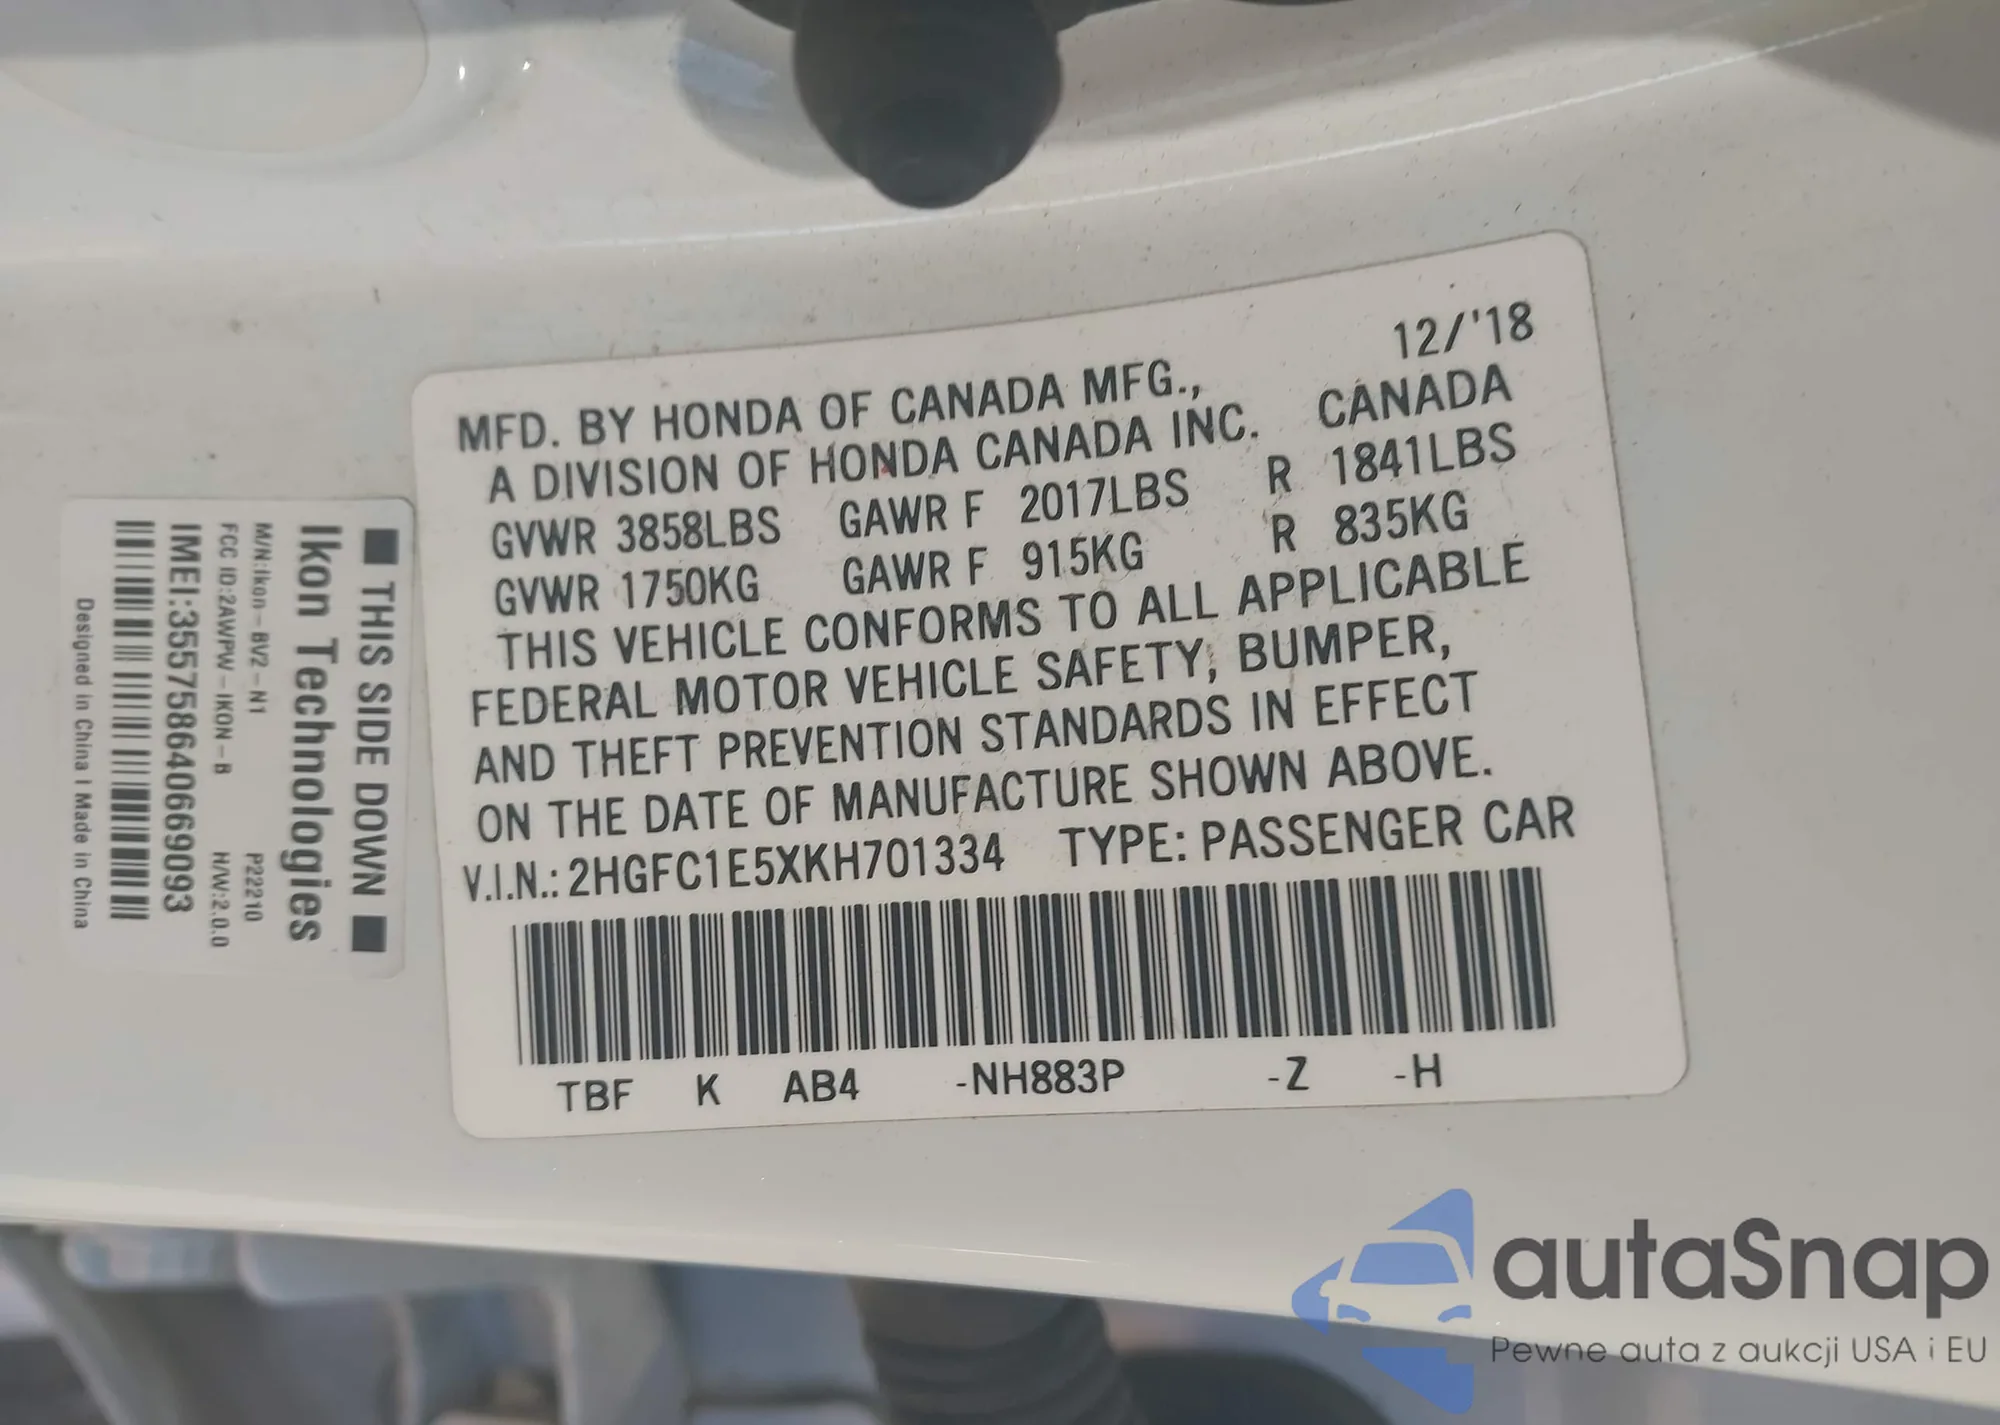 12/'18
MFD. BY HONDA OF CANADA MFG.,
A DIVISION OF HONDA CANADA INC. CANADA
GVWR 3858LBS GAWR F 2017LBS R 1841LBS
GVWR 1750KG GAWR F 915KG R 835KG
THIS VEHICLE CONFORMS TO ALL APPLICABLE
FEDERAL MOTOR VEHICLE SAFETY, BUMPER,
AND THEFT PREVENTION STANDARDS IN EFFECT
ON THE DATE OF MANUFACTURE SHOWN ABOVE.
V.I.N.: 2HGFC1E5XKH701334 TYPE: PASSENGER CAR
TBF K AB4 -NH883P -Z -H
■ THIS SIDE DOWN ■
Ikon Technologies
M/N:Ikon-BV2-N1 P22210
FCC ID:2AWPW-IKON-B H/W:2.0.0
IMEI:355758640669093
Designed in China | Made in China
autaSnap
Pewne auta z aukcji USA i EU